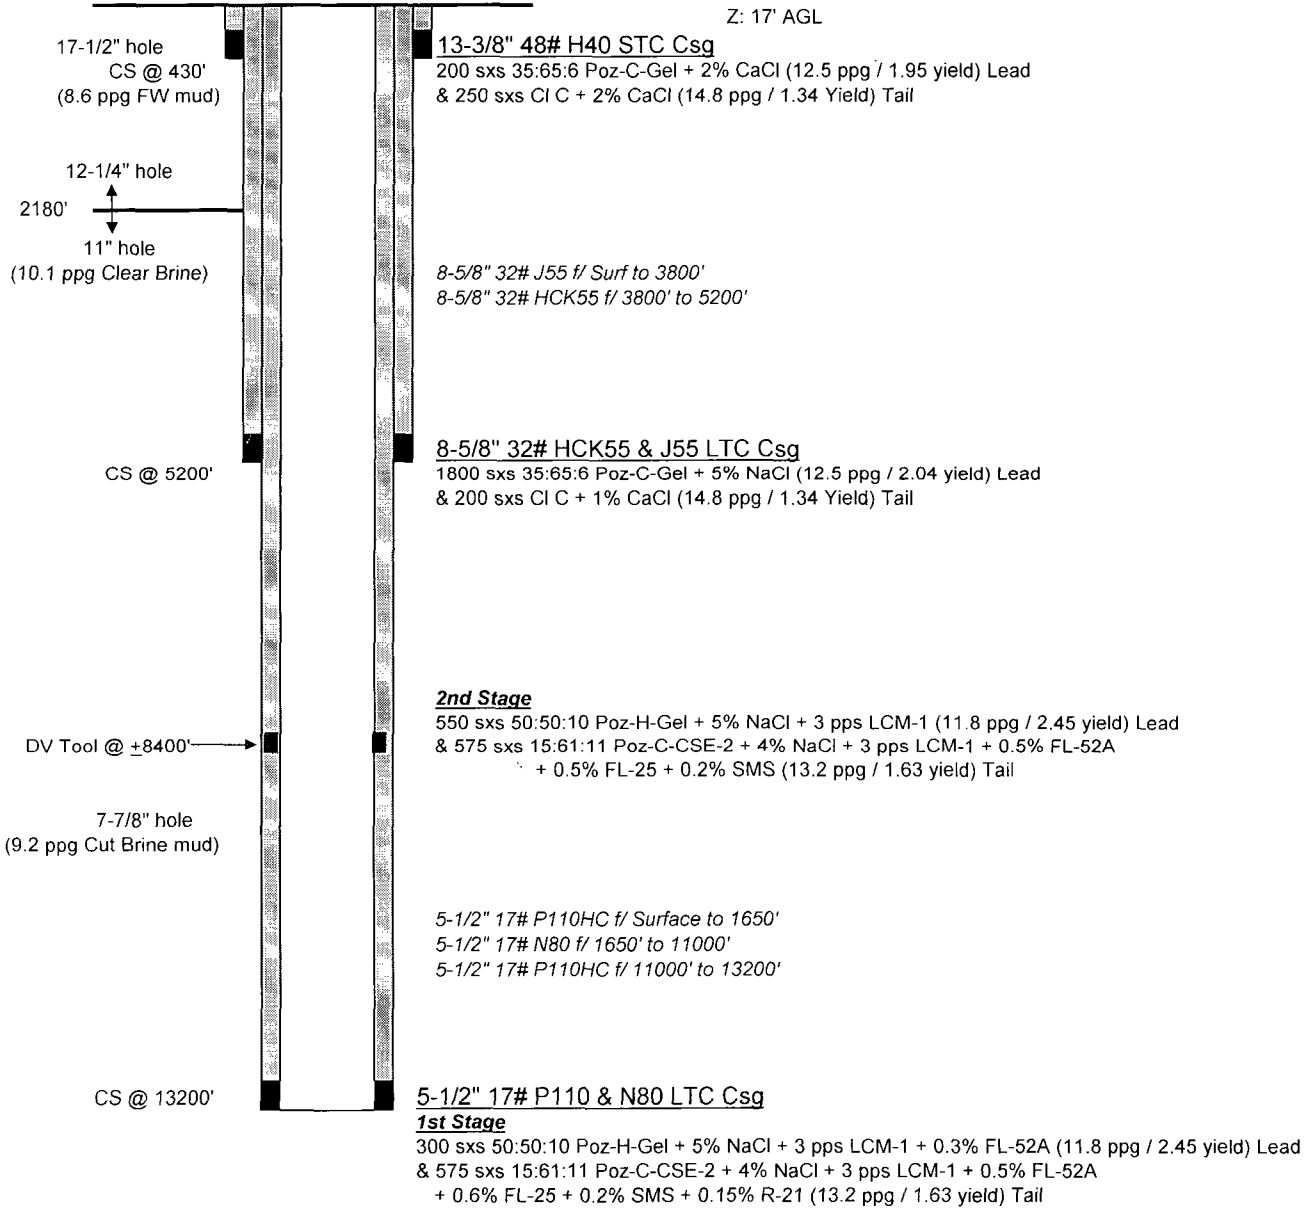 Z: 17' AGL
17-1/2" hole
CS @ 430'
(8.6 ppg FW mud)
13-3/8" 48# H40 STC Csg
200 sxs 35:65:6 Poz-C-Gel + 2% CaCl (12.5 ppg / 1.95 yield) Lead
& 250 sxs Cl C + 2% CaCl (14.8 ppg / 1.34 Yield) Tail
12-1/4" hole
2180'
11" hole
(10.1 ppg Clear Brine)
8-5/8" 32# J55 f/ Surf to 3800'
8-5/8" 32# HCK55 f/ 3800' to 5200'
CS @ 5200'
8-5/8" 32# HCK55 & J55 LTC Csg
1800 sxs 35:65:6 Poz-C-Gel + 5% NaCl (12.5 ppg / 2.04 yield) Lead
& 200 sxs Cl C + 1% CaCl (14.8 ppg / 1.34 Yield) Tail
2nd Stage
550 sxs 50:50:10 Poz-H-Gel + 5% NaCl + 3 pps LCM-1 (11.8 ppg / 2.45 yield) Lead
& 575 sxs 15:61:11 Poz-C-CSE-2 + 4% NaCl + 3 pps LCM-1 + 0.5% FL-52A
+ 0.5% FL-25 + 0.2% SMS (13.2 ppg / 1.63 yield) Tail
DV Tool @ ±8400'
7-7/8" hole
(9.2 ppg Cut Brine mud)
5-1/2" 17# P110HC f/ Surface to 1650'
5-1/2" 17# N80 f/ 1650' to 11000'
5-1/2" 17# P110HC f/ 11000' to 13200'
CS @ 13200'
5-1/2" 17# P110 & N80 LTC Csg
1st Stage
300 sxs 50:50:10 Poz-H-Gel + 5% NaCl + 3 pps LCM-1 + 0.3% FL-52A (11.8 ppg / 2.45 yield) Lead
& 575 sxs 15:61:11 Poz-C-CSE-2 + 4% NaCl + 3 pps LCM-1 + 0.5% FL-52A
+ 0.6% FL-25 + 0.2% SMS + 0.15% R-21 (13.2 ppg / 1.63 yield) Tail